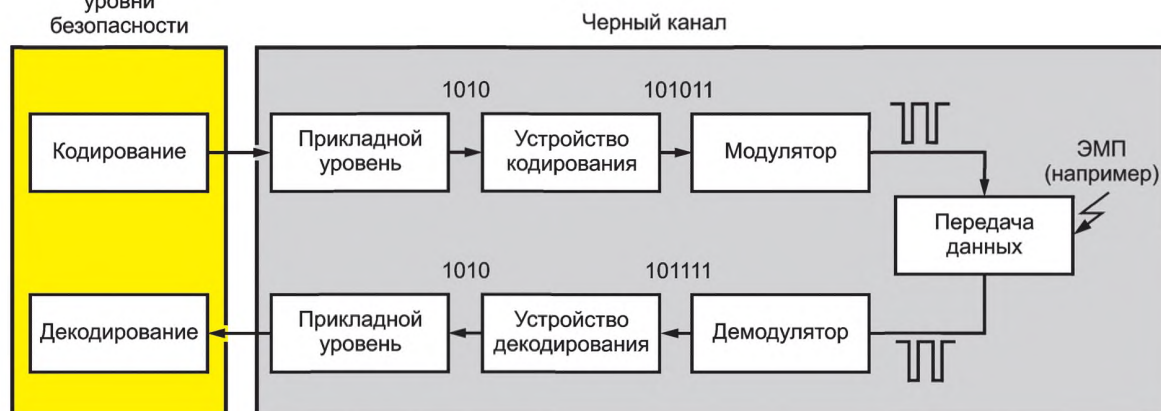 уровни
безопасности
Черный канал
1010
101011
Кодирование
Прикладной
уровень
Устройство
кодирования
Модулятор
ЭМП
(например)
Передача
данных
1010
101111
Декодирование
Прикладной
уровень
Устройство
декодирования
Демодулятор